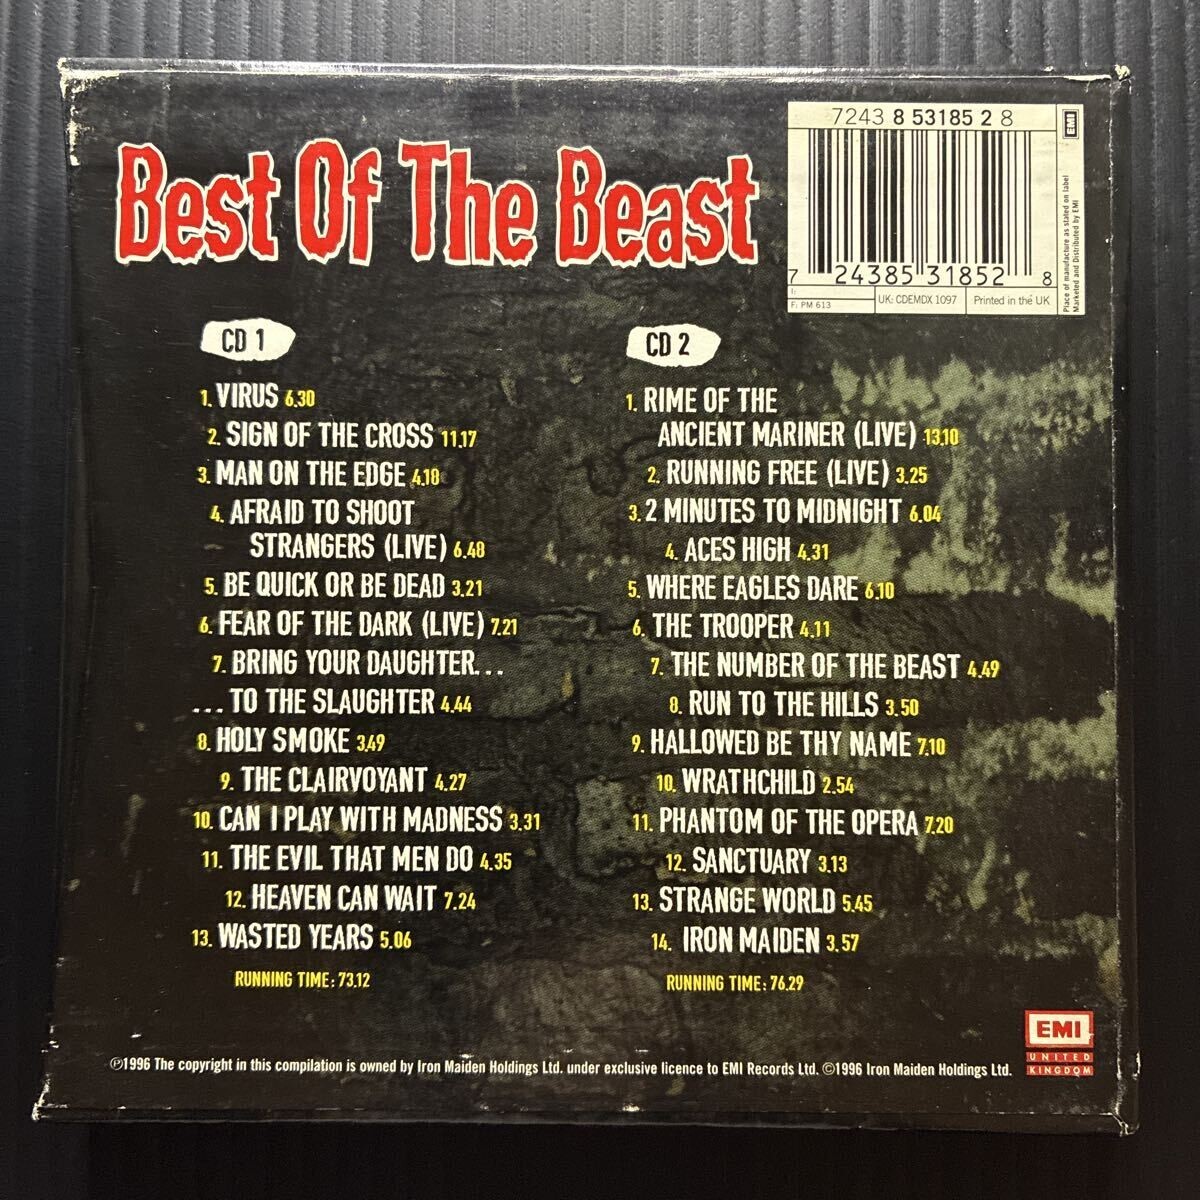 7243 8 53185 2 8
EMI
Place of manufacture as stated on label
Marketed and Distributed by EMI
7 24385 31852 8
I:
F: PM 613
UK: CDEMDX 1097
Printed in the UK
Best Of The Beast
CD 1
1. VIRUS 6.30
2. SIGN OF THE CROSS 11.17
3. MAN ON THE EDGE 4.18
4. AFRAID TO SHOOT
STRANGERS (LIVE) 6.48
5. BE QUICK OR BE DEAD 3.21
6. FEAR OF THE DARK (LIVE) 7.21
7. BRING YOUR DAUGHTER...
...TO THE SLAUGHTER 4.44
8. HOLY SMOKE 3.49
9. THE CLAIRVOYANT 4.27
10. CAN I PLAY WITH MADNESS 3.31
11. THE EVIL THAT MEN DO 4.35
12. HEAVEN CAN WAIT 7.24
13. WASTED YEARS 5.06
RUNNING TIME: 73.12
CD 2
1. RIME OF THE
ANCIENT MARINER (LIVE) 13.10
2. RUNNING FREE (LIVE) 3.25
3. 2 MINUTES TO MIDNIGHT 6.04
4. ACES HIGH 4.31
5. WHERE EAGLES DARE 6.10
6. THE TROOPER 4.11
7. THE NUMBER OF THE BEAST 4.49
8. RUN TO THE HILLS 3.50
9. HALLOWED BE THY NAME 7.10
10. WRATHCHILD 2.54
11. PHANTOM OF THE OPERA 7.20
12. SANCTUARY 3.13
13. STRANGE WORLD 5.45
14. IRON MAIDEN 3.57
RUNNING TIME: 76.29
EMI
UNITED
KINGDOM
℗1996 The copyright in this compilation is owned by Iron Maiden Holdings Ltd. under exclusive licence to EMI Records Ltd. ©1996 Iron Maiden Holdings Ltd.